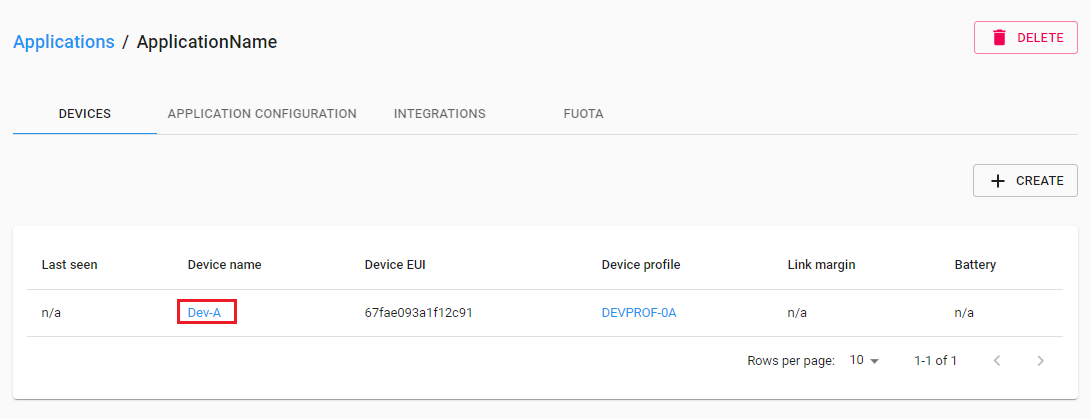 Applications / ApplicationName
DELETE
DEVICES APPLICATION CONFIGURATION INTEGRATIONS FUOTA
CREATE
Last seen Device name Device EUI Device profile Link margin Battery
n/a Dev-A 67fae093a1f12c91 DEVPROF-0A n/a n/a
Rows per page: 10 1-1 of 1